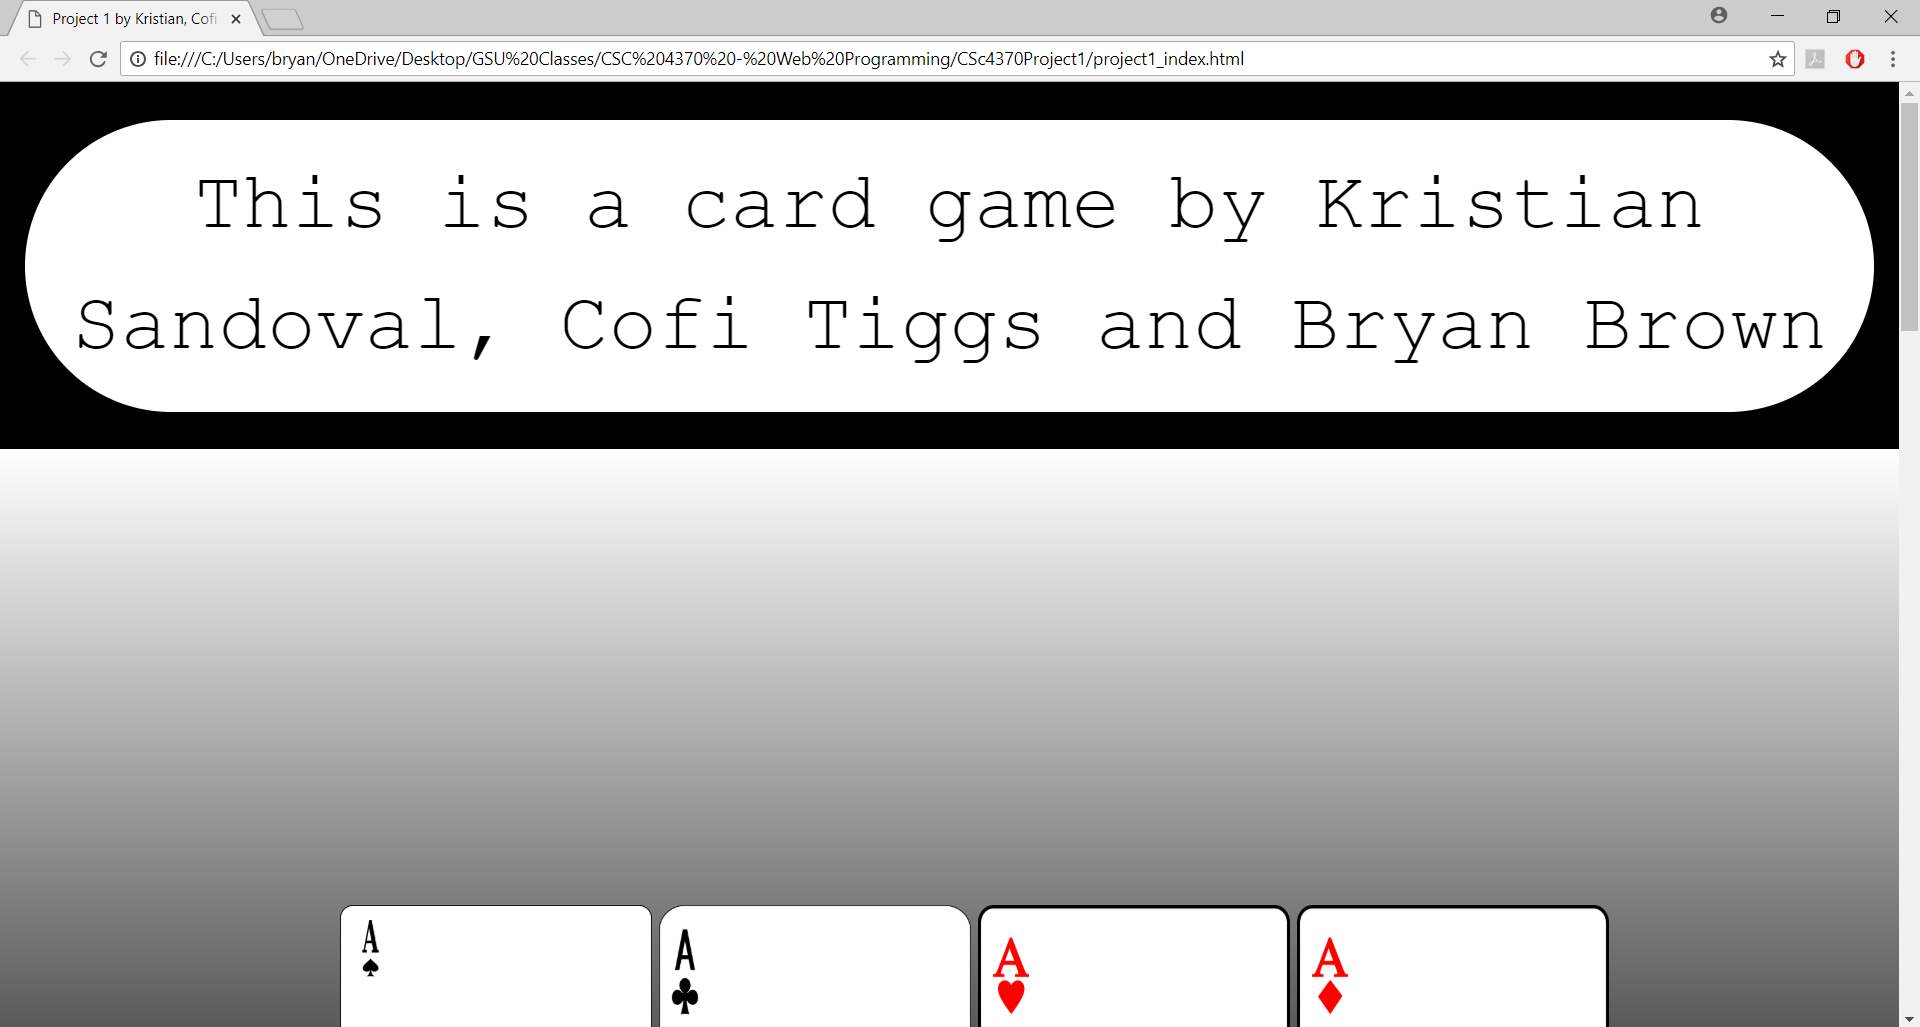 Project 1 by Kristian, Cofi
file:///C:/Users/bryan/OneDrive/Desktop/GSU%20Classes/CSC%204370%20-%20Web%20Programming/CSc4370Project1/project1_index.html
This is a card game by Kristian
Sandoval, Cofi Tiggs and Bryan Brown
A A A A